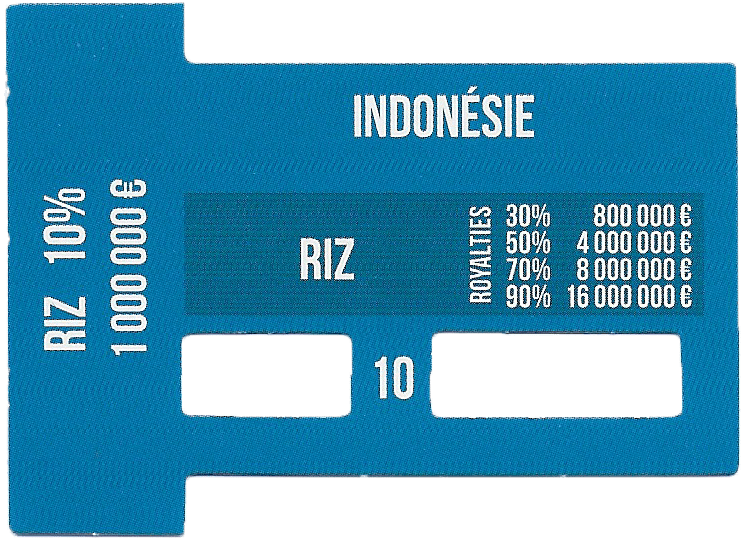 INDONÉSIE
RIZ 10%
1 000 000 €
RIZ
ROYALTIES
30% 800 000 €
50% 4 000 000 €
70% 8 000 000 €
90% 16 000 000 €
10